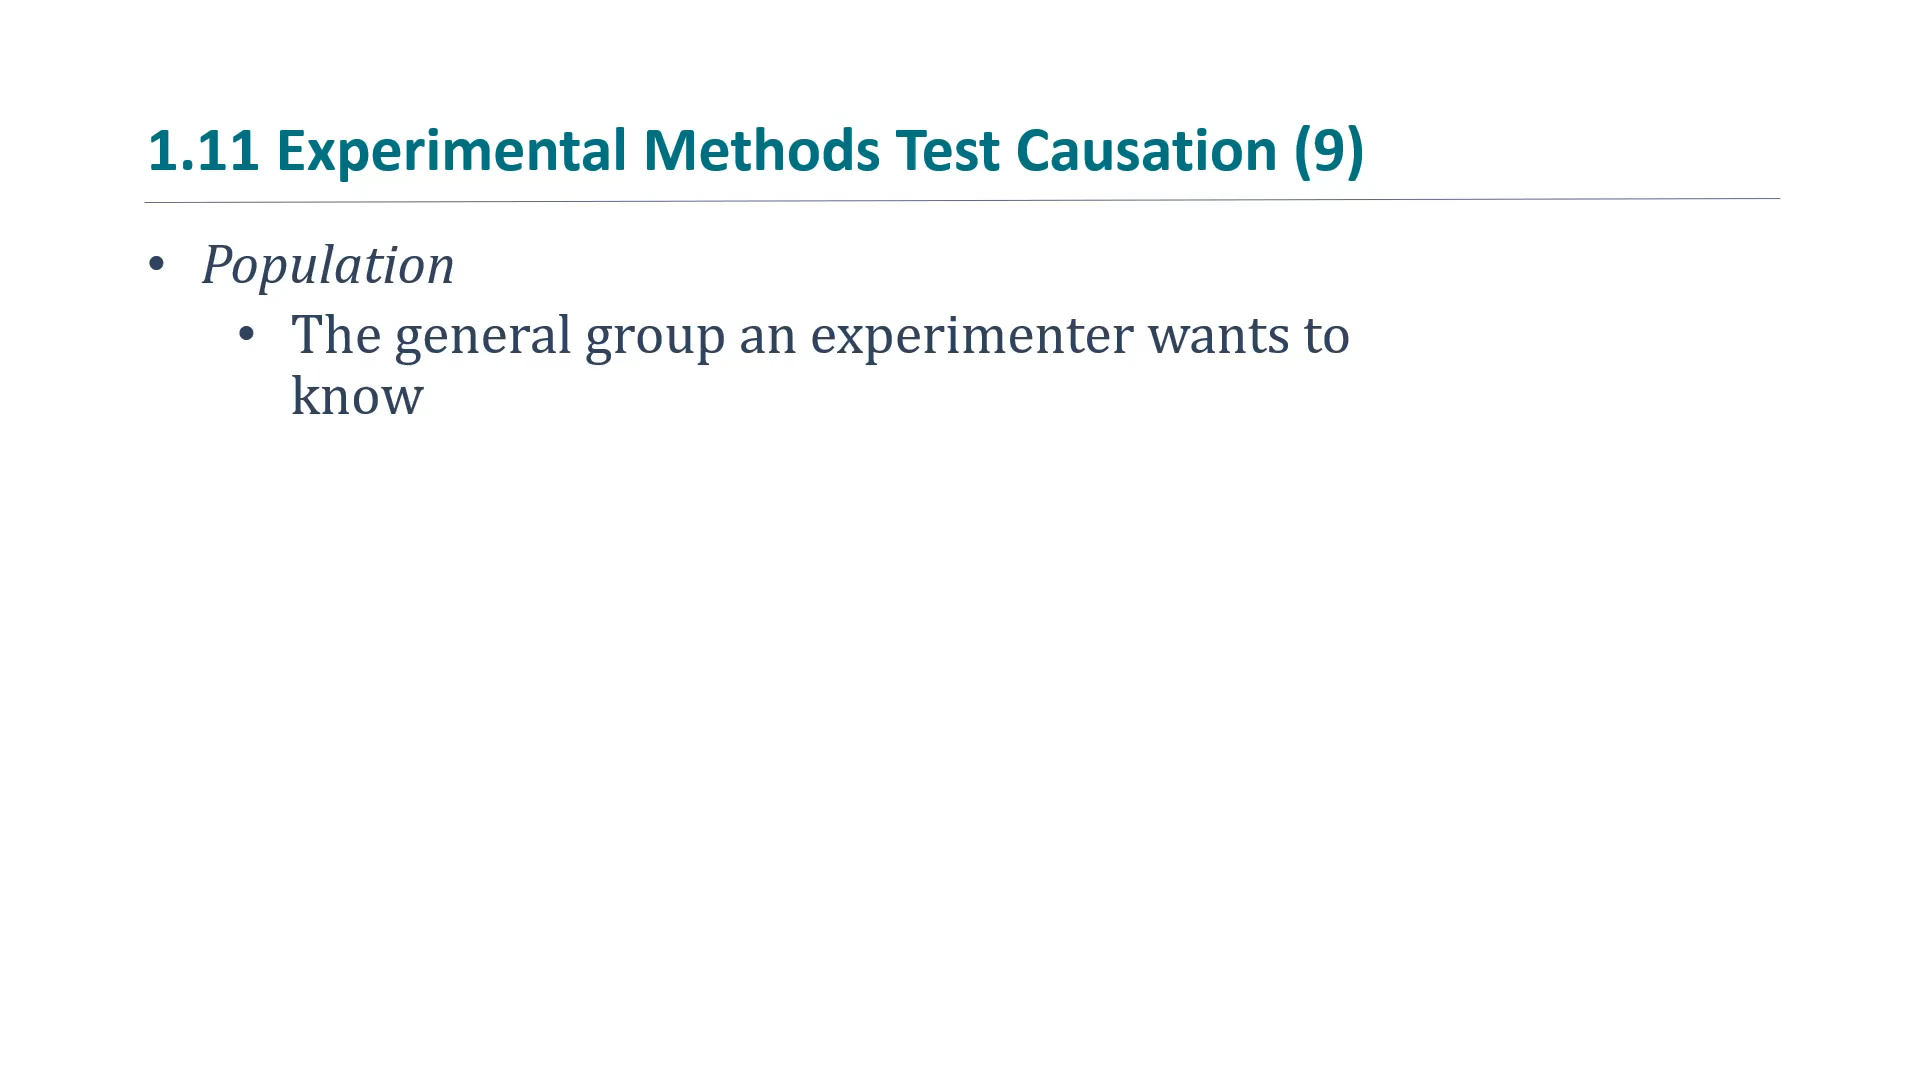 1.11 Experimental Methods Test Causation (9)
• Population
• The general group an experimenter wants to
know